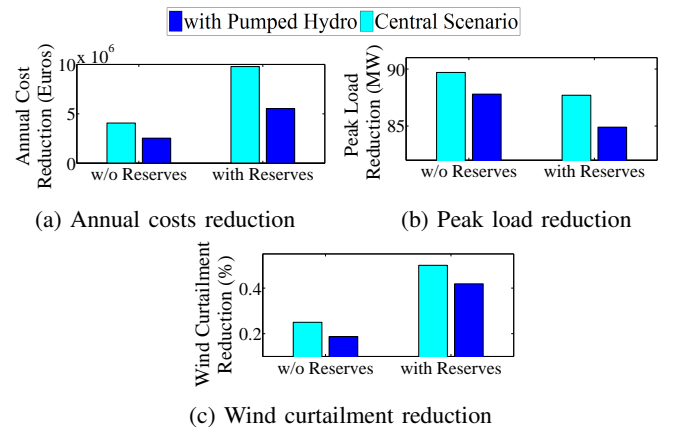 with Pumped Hydro Central Scenario
x 10^6
Annual Cost
Reduction (Euros)
10
5
0
w/o Reserves with Reserves
(a) Annual costs reduction
Peak Load
Reduction (MW)
90
85
w/o Reserves with Reserves
(b) Peak load reduction
Wind Curtailment
Reduction (%)
0.4
0.2
w/o Reserves with Reserves
(c) Wind curtailment reduction